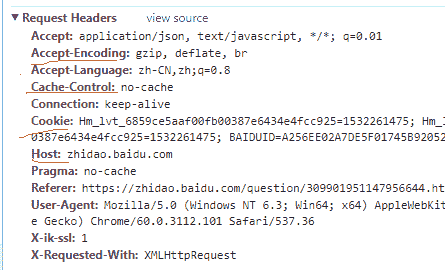 Request Headers view source
Accept: application/json, text/javascript, */*; q=0.01
Accept-Encoding: gzip, deflate, br
Accept-Language: zh-CN,zh;q=0.8
Cache-Control: no-cache
Connection: keep-alive
Cookie: Hm_lvt_6859ce5aaf00fb00387e6434e4fcc925=1532261475; Hm_l
0387e6434e4fcc925=1532261475; BAIDUID=A256EE02A7DE5F01745B92052
Host: zhidao.baidu.com
Pragma: no-cache
Referer: https://zhidao.baidu.com/question/309901951147956644.ht
User-Agent: Mozilla/5.0 (Windows NT 6.3; Win64; x64) AppleWebKit
e Gecko) Chrome/60.0.3112.101 Safari/537.36
X-ik-ssl: 1
X-Requested-With: XMLHttpRequest